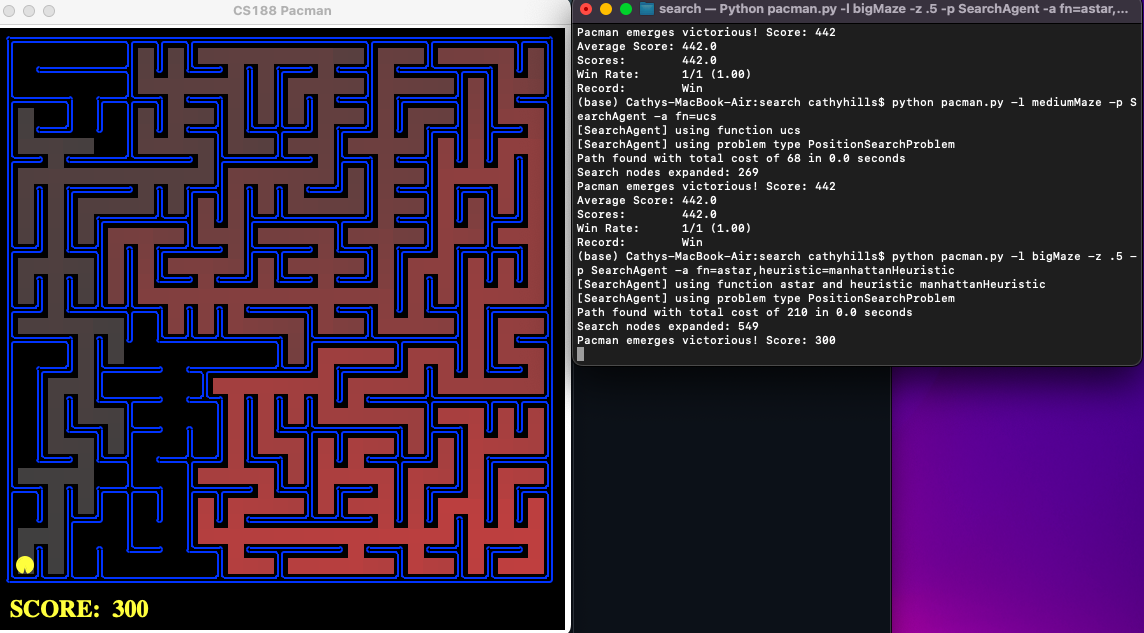 CS188 Pacman
SCORE: 300
search — Python pacman.py -l bigMaze -z .5 -p SearchAgent -a fn=astar,...
Pacman emerges victorious! Score: 442
Average Score: 442.0
Scores:        442.0
Win Rate:      1/1 (1.00)
Record:        Win
(base) Cathys-MacBook-Air:search cathyhills$ python pacman.py -l mediumMaze -p S
earchAgent -a fn=ucs
[SearchAgent] using function ucs
[SearchAgent] using problem type PositionSearchProblem
Path found with total cost of 68 in 0.0 seconds
Search nodes expanded: 269
Pacman emerges victorious! Score: 442
Average Score: 442.0
Scores:        442.0
Win Rate:      1/1 (1.00)
Record:        Win
(base) Cathys-MacBook-Air:search cathyhills$ python pacman.py -l bigMaze -z .5 -
p SearchAgent -a fn=astar,heuristic=manhattanHeuristic
[SearchAgent] using function astar and heuristic manhattanHeuristic
[SearchAgent] using problem type PositionSearchProblem
Path found with total cost of 210 in 0.0 seconds
Search nodes expanded: 549
Pacman emerges victorious! Score: 300